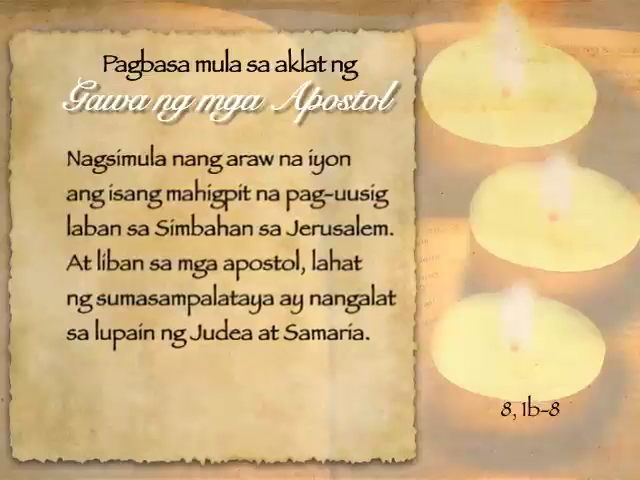 Pagbasa mula sa aklat ng
Gawa ng mga Apostol
Nagsimula nang araw na iyon
ang isang mahigpit na pag-uusig
laban sa Simbahan sa Jerusalem.
At liban sa mga apostol, lahat
ng sumasampalataya ay nangalat
sa lupain ng Judea at Samaria.
8, 1b-8